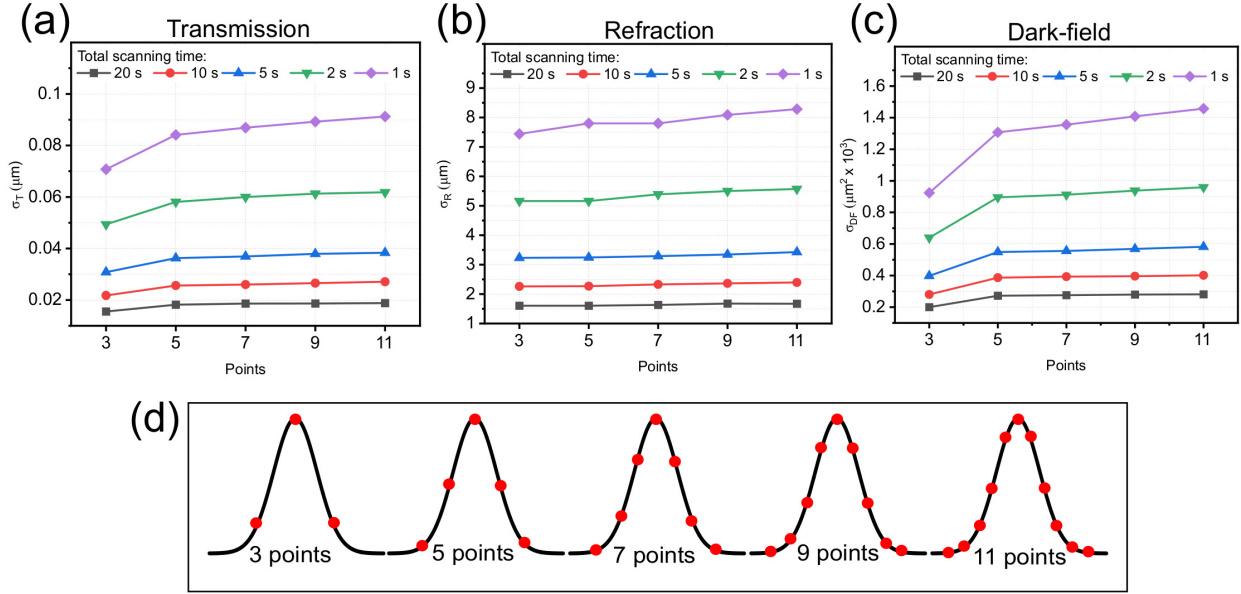 (a)
Transmission
Total scanning time:
20 s 10 s 5 s 2 s 1 s
0.1
0.08
0.06
0.04
0.02
σT (μm)
3 5 7 9 11
Points
(b)
Refraction
Total scanning time:
20 s 10 s 5 s 2 s 1 s
9
8
7
6
5
4
3
2
1
σR (μm)
3 5 7 9 11
Points
(c)
Dark-field
Total scanning time:
20 s 10 s 5 s 2 s 1 s
1.6
1.4
1.2
1
0.8
0.6
0.4
0.2
σDF (μm² x 10³)
3 5 7 9 11
Points
(d)
3 points 5 points 7 points 9 points 11 points